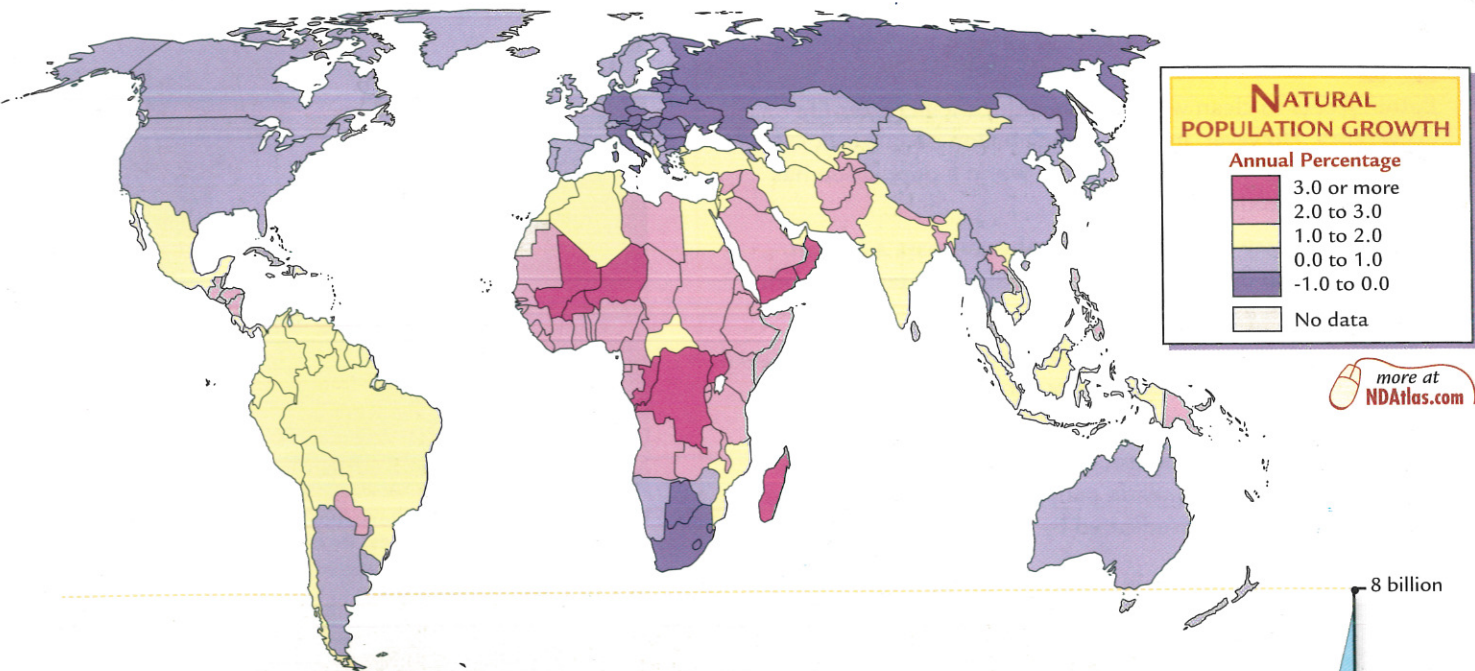 NATURAL
POPULATION GROWTH
Annual Percentage
3.0 or more
2.0 to 3.0
1.0 to 2.0
0.0 to 1.0
-1.0 to 0.0
No data
more at
NDAtlas.com
8 billion